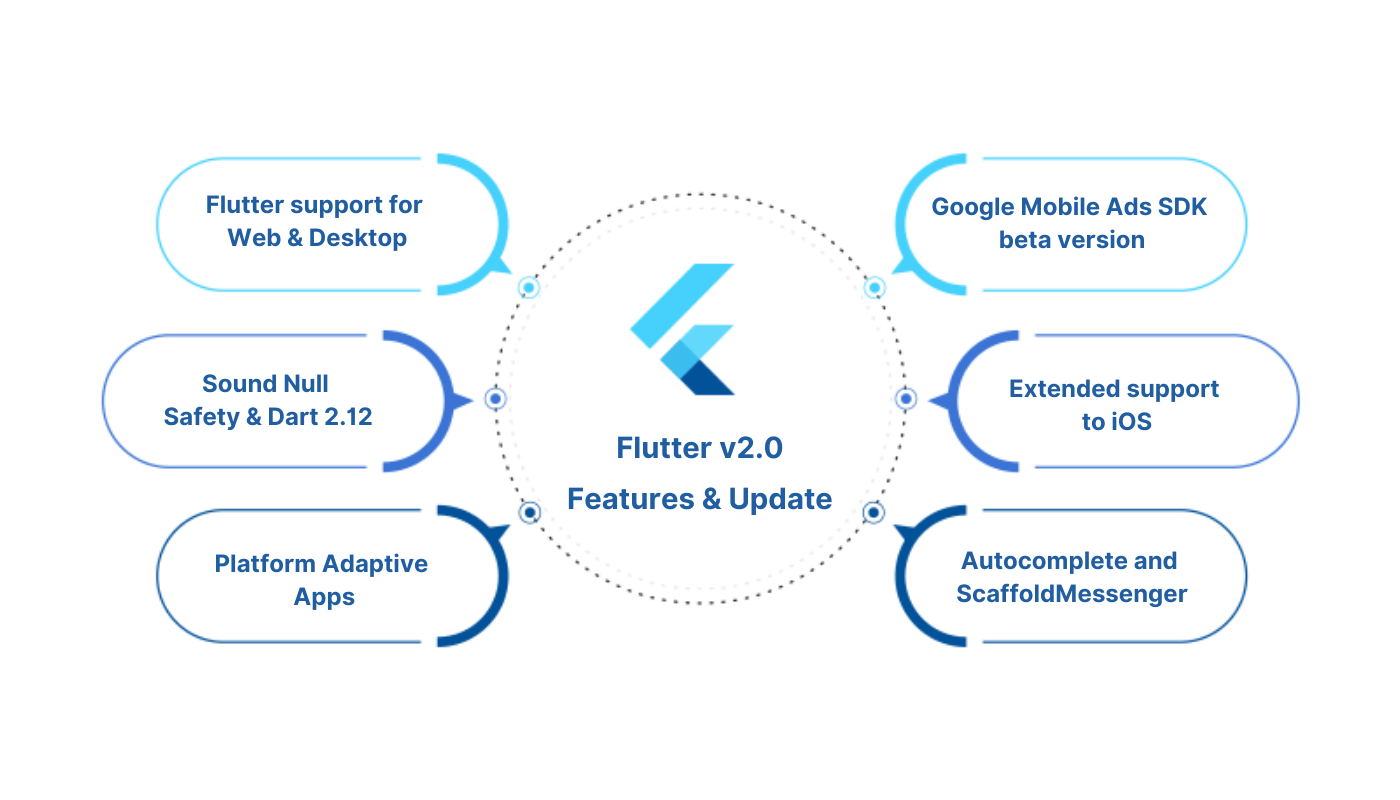 Flutter support for
Web & Desktop
Sound Null
Safety & Dart 2.12
Platform Adaptive
Apps
Flutter v2.0
Features & Update
Google Mobile Ads SDK
beta version
Extended support
to iOS
Autocomplete and
ScaffoldMessenger